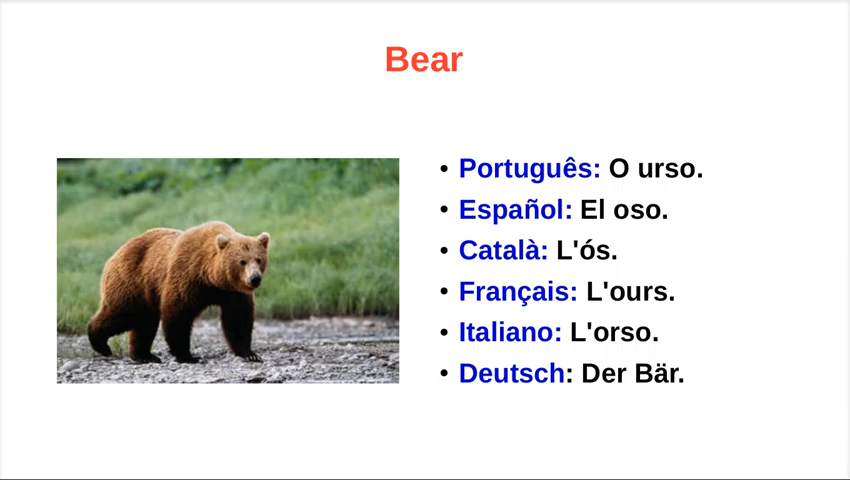 Bear
• Português: O urso.
• Español: El oso.
• Català: L'ós.
• Français: L'ours.
• Italiano: L'orso.
• Deutsch: Der Bär.